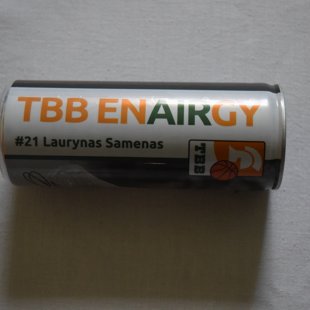 TBB ENAIRGY
#21 Laurynas Samenas
TBB